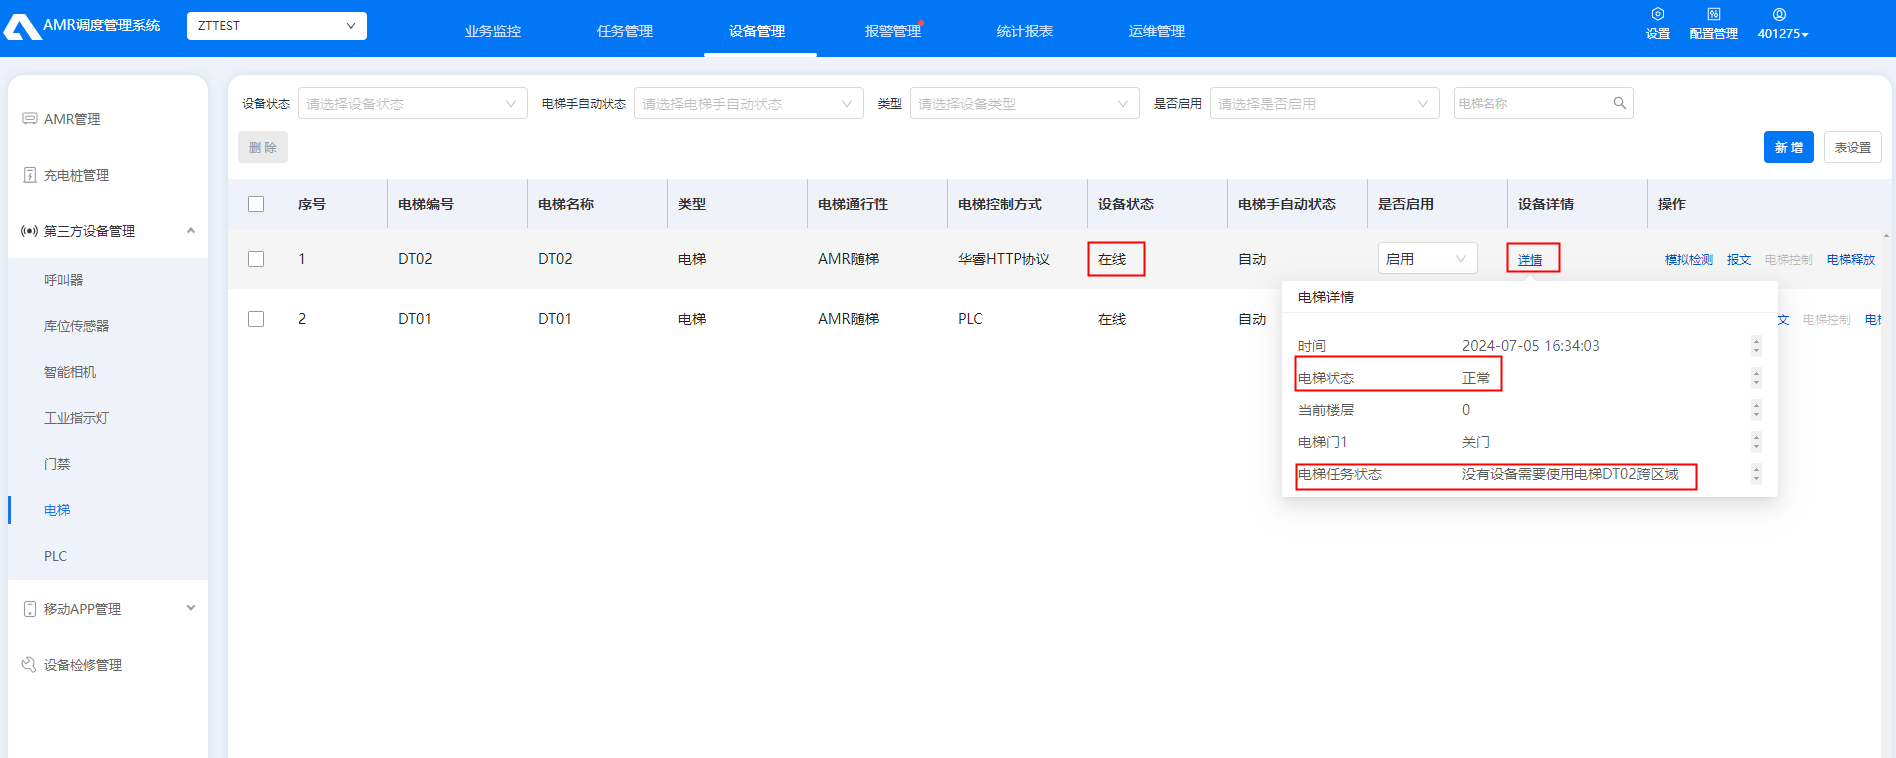 AMR调度管理系统
ZTTEST
业务监控
任务管理
设备管理
报警管理
统计报表
运维管理
设置
配置管理
401275
AMR管理
充电桩管理
第三方设备管理
呼叫器
库位传感器
智能相机
工业指示灯
门禁
电梯
PLC
移动APP管理
设备检修管理
设备状态 请选择设备状态 电梯手自动状态 请选择电梯手自动状态 类型 请选择设备类型 是否启用 请选择是否启用 电梯名称
删 除
新 增
表设置
序号 电梯编号 电梯名称 类型 电梯通行性 电梯控制方式 设备状态 电梯手自动状态 是否启用 设备详情 操作
1 DT02 DT02 电梯 AMR随梯 华睿HTTP协议 在线 自动 启用 详情 模拟检测 报文 电梯控制 电梯释放
2 DT01 DT01 电梯 AMR随梯 PLC 在线 自动 文 电梯控制 电梯
电梯详情
时间 2024-07-05 16:34:03
电梯状态 正常
当前楼层 0
电梯门1 关门
电梯任务状态 没有设备需要使用电梯DT02跨区域